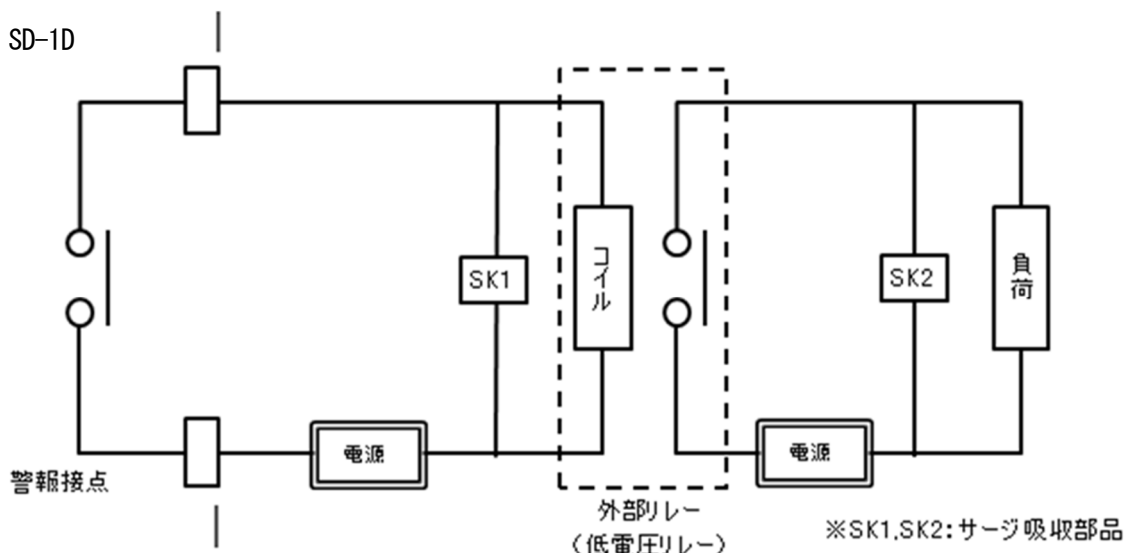 SD-1D
SK1
コイル
SK2
負荷
電源
電源
警報接点
外部リレー
(低電圧リレー)
※SK1,SK2:サージ吸収部品